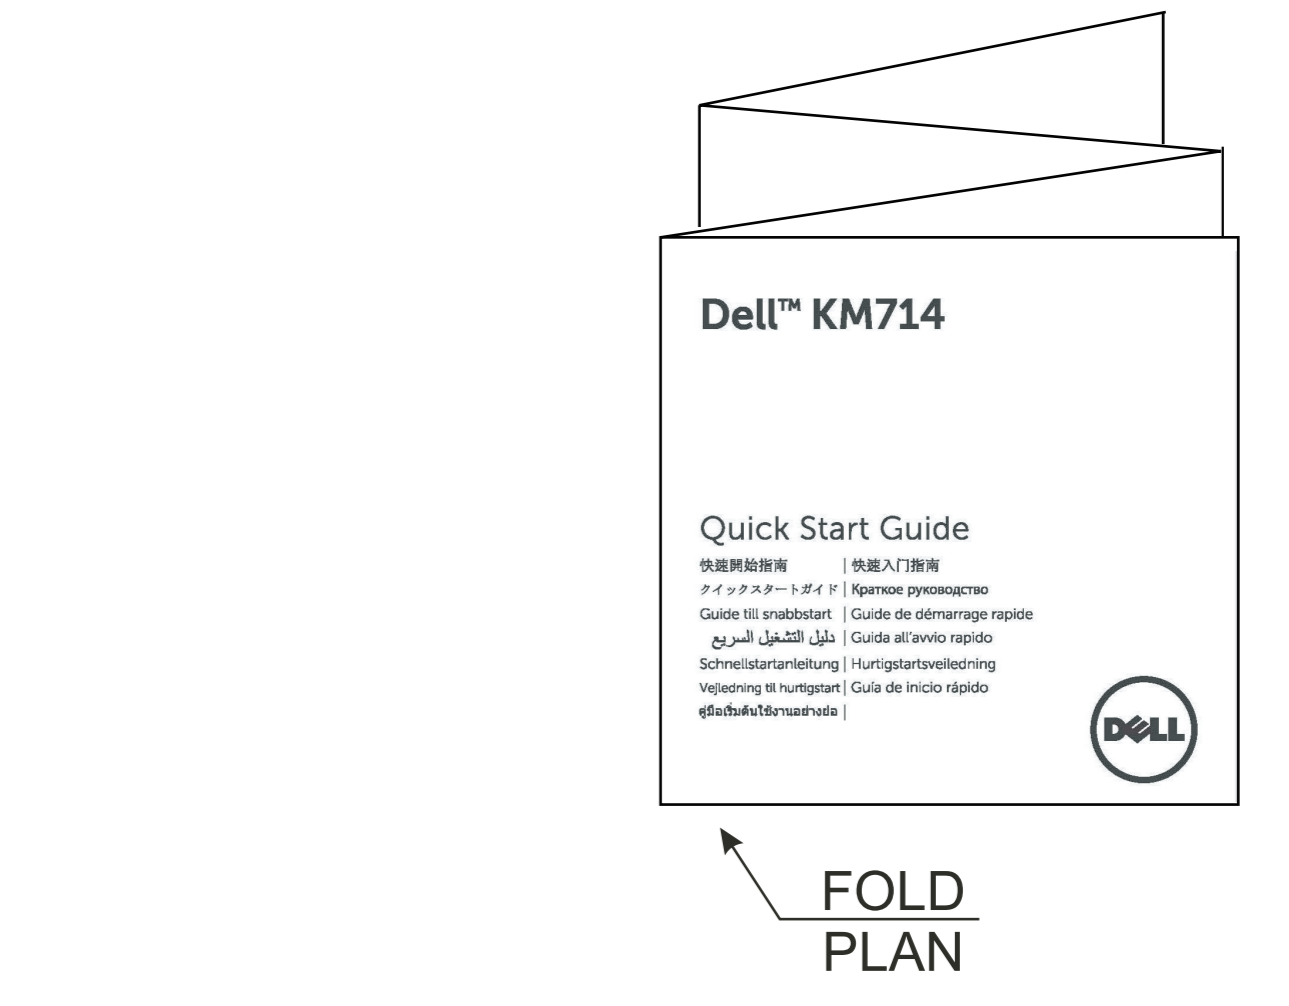 Dell™ KM714
Quick Start Guide
快速開始指南 | 快速入门指南
クイックスタートガイド | Краткое руководство
Guide till snabbstart | Guide de démarrage rapide
دليل التشغيل السريع | Guida all'avvio rapido
Schnellstartanleitung | Hurtigstartsveiledning
Vejledning til hurtigstart | Guía de inicio rápido
คู่มือเริ่มต้นใช้งานอย่างย่อ |
DELL
FOLD
PLAN